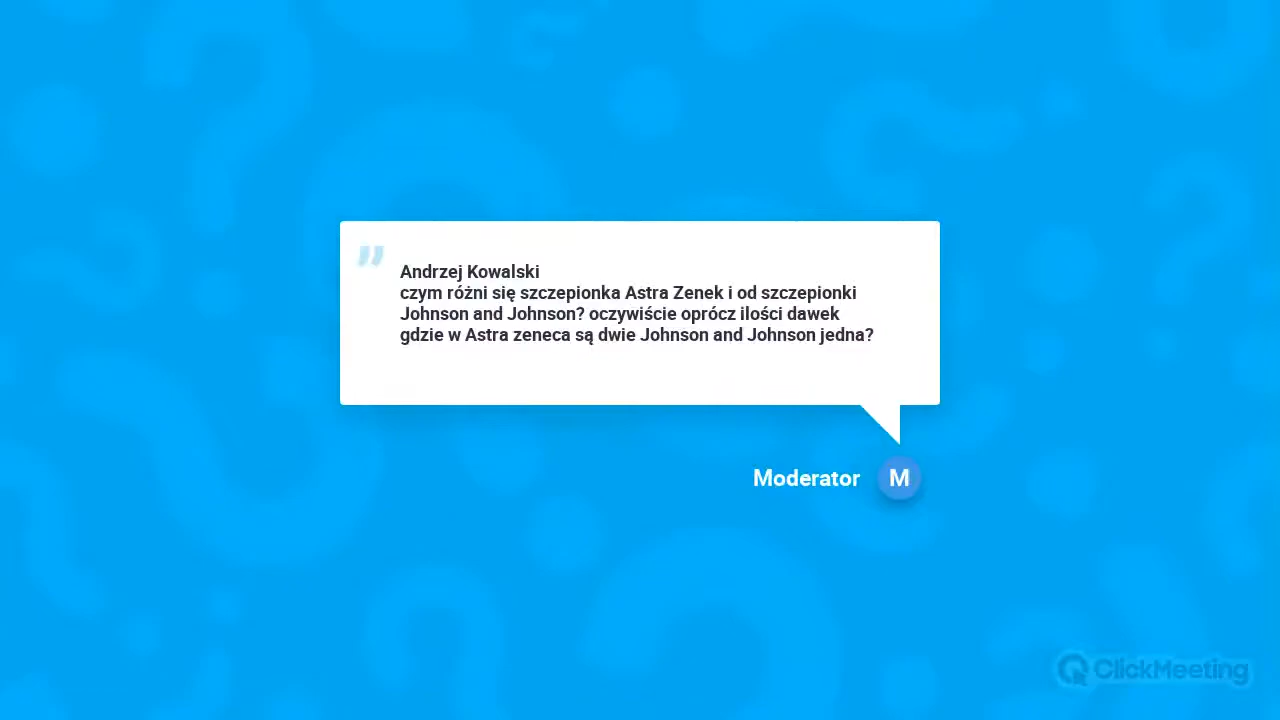 Andrzej Kowalski
czym różni się szczepionka Astra Zenek i od szczepionki
Johnson and Johnson? oczywiście oprócz ilości dawek
gdzie w Astra zeneca są dwie Johnson and Johnson jedna?
Moderator M
ClickMeeting